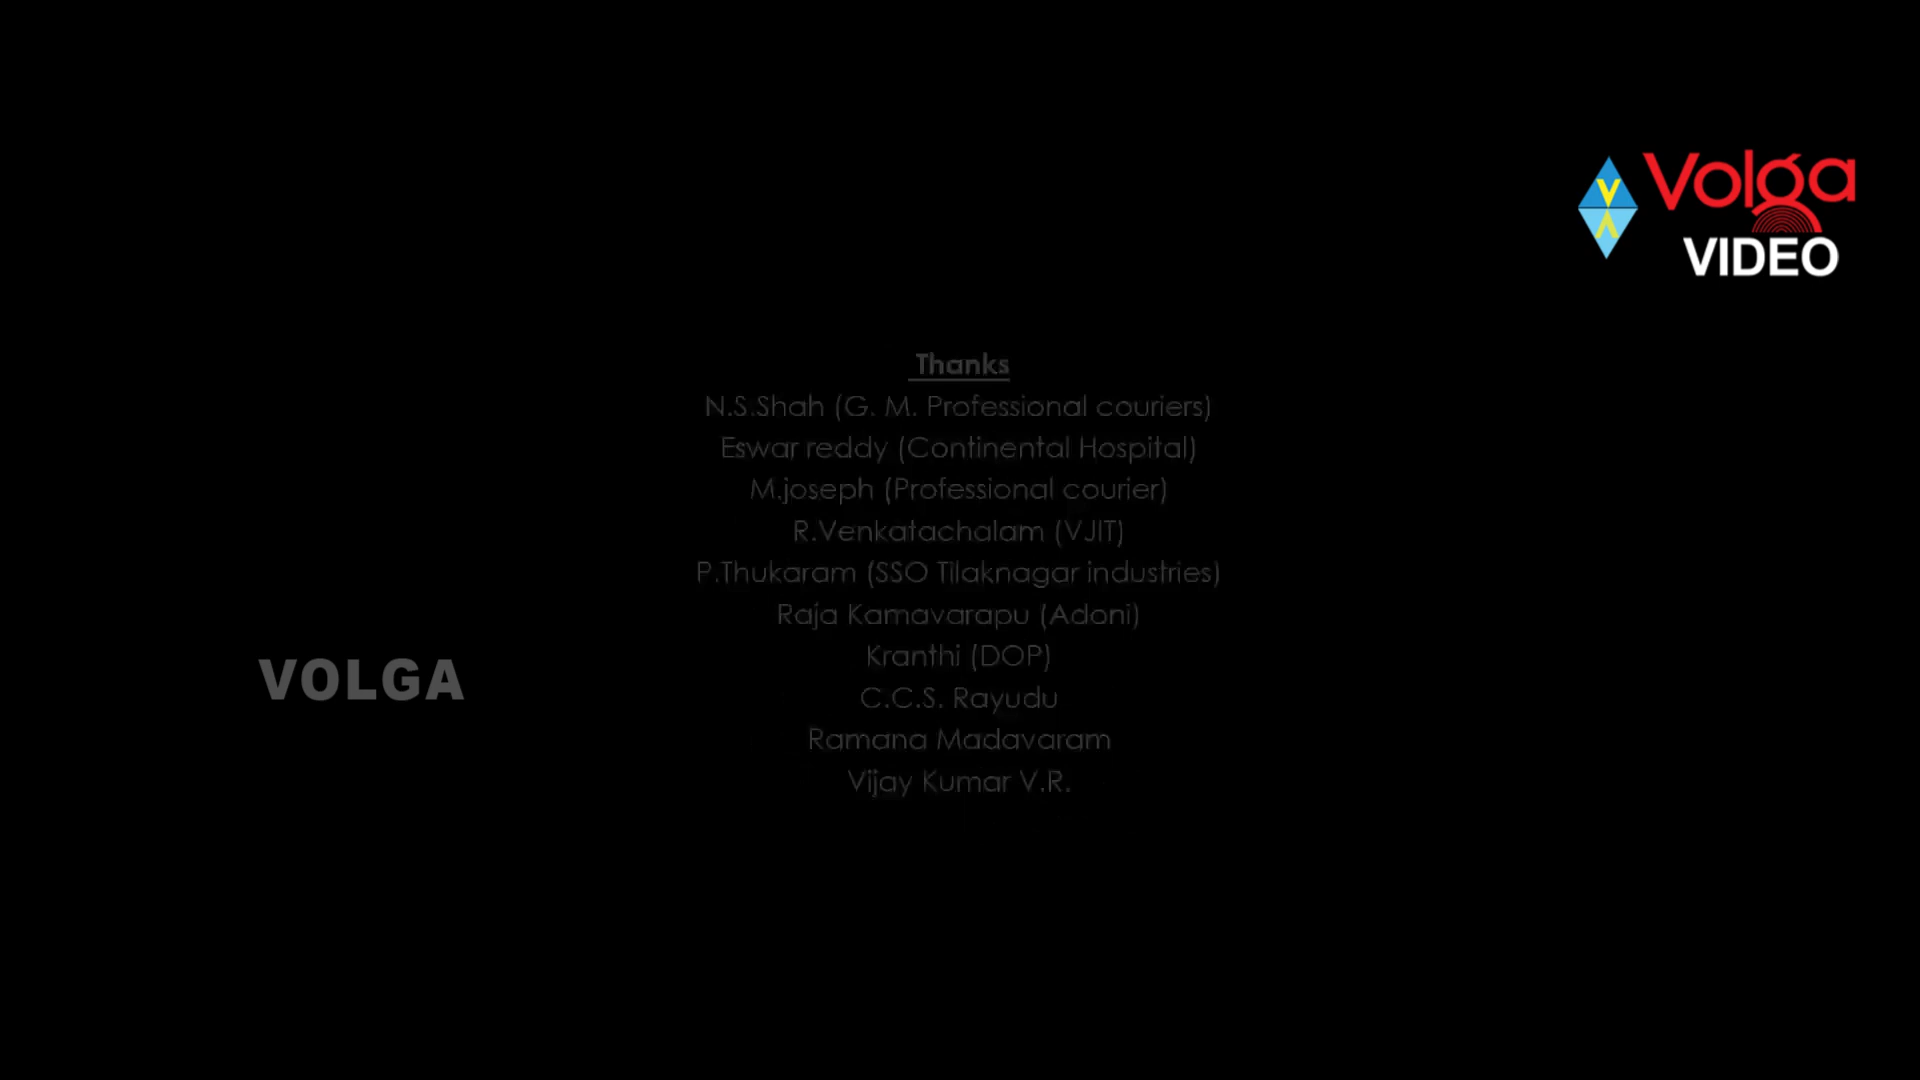 Volga
VIDEO
Thanks
N.S.Shah (G. M. Professional couriers)
Eswar reddy (Continental Hospital)
M.joseph (Professional courier)
R.Venkatachalam (VJIT)
P.Thukaram (SSO Tilaknagar industries)
Raja Kamavarapu (Adoni)
Kranthi (DOP)
VOLGA
C.C.S. Rayudu
Ramana Madavaram
Vijay Kumar V.R.